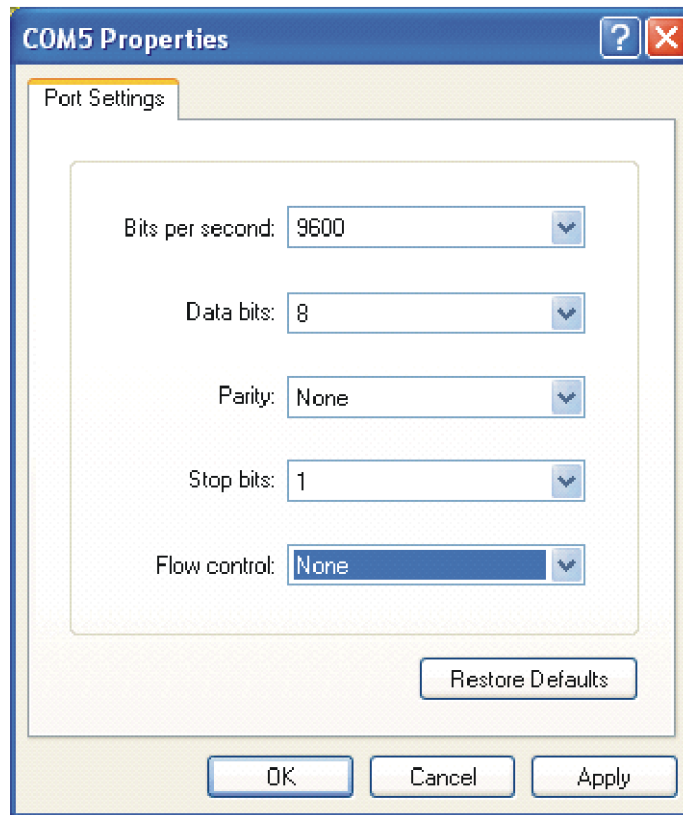 COM5 Properties
?
Port Settings
Bits per second: 9600
Data bits: 8
Parity: None
Stop bits: 1
Flow control: None
Restore Defaults
OK Cancel Apply